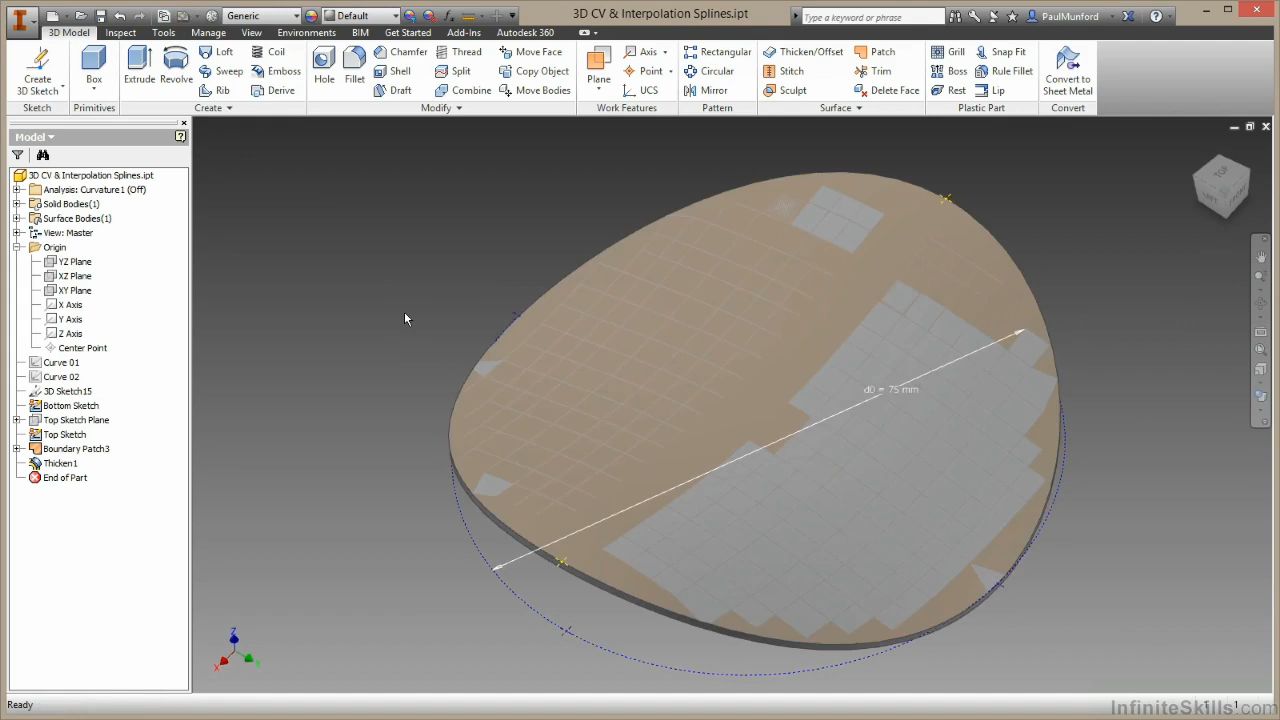 Generic Default 3D CV & Interpolation Splines.ipt Type a keyword or phrase PaulMunford
3D Model Inspect Tools Manage View Environments BIM Get Started Add-Ins Autodesk 360
Create 3D Sketch Box Extrude Revolve Loft Sweep Rib Coil Emboss Derive Hole Fillet Chamfer Shell Draft Thread Split Combine Move Face Copy Object Move Bodies Plane Axis Point UCS Rectangular Circular Mirror Thicken/Offset Stitch Sculpt Patch Trim Delete Face Grill Boss Rest Snap Fit Rule Fillet Lip Convert to Sheet Metal
Sketch Primitives Create Modify Work Features Pattern Surface Plastic Part Convert
Model
3D CV & Interpolation Splines.ipt
Analysis: Curvature1 (Off)
Solid Bodies(1)
Surface Bodies(1)
View: Master
Origin
YZ Plane
XZ Plane
XY Plane
X Axis
Y Axis
Z Axis
Center Point
Curve 01
Curve 02
3D Sketch15
Bottom Sketch
Top Sketch Plane
Top Sketch
Boundary Patch3
Thicken1
End of Part
TOP
d0 = 75 mm
Z
X
Y
Ready 1 1
InfiniteSkills.com